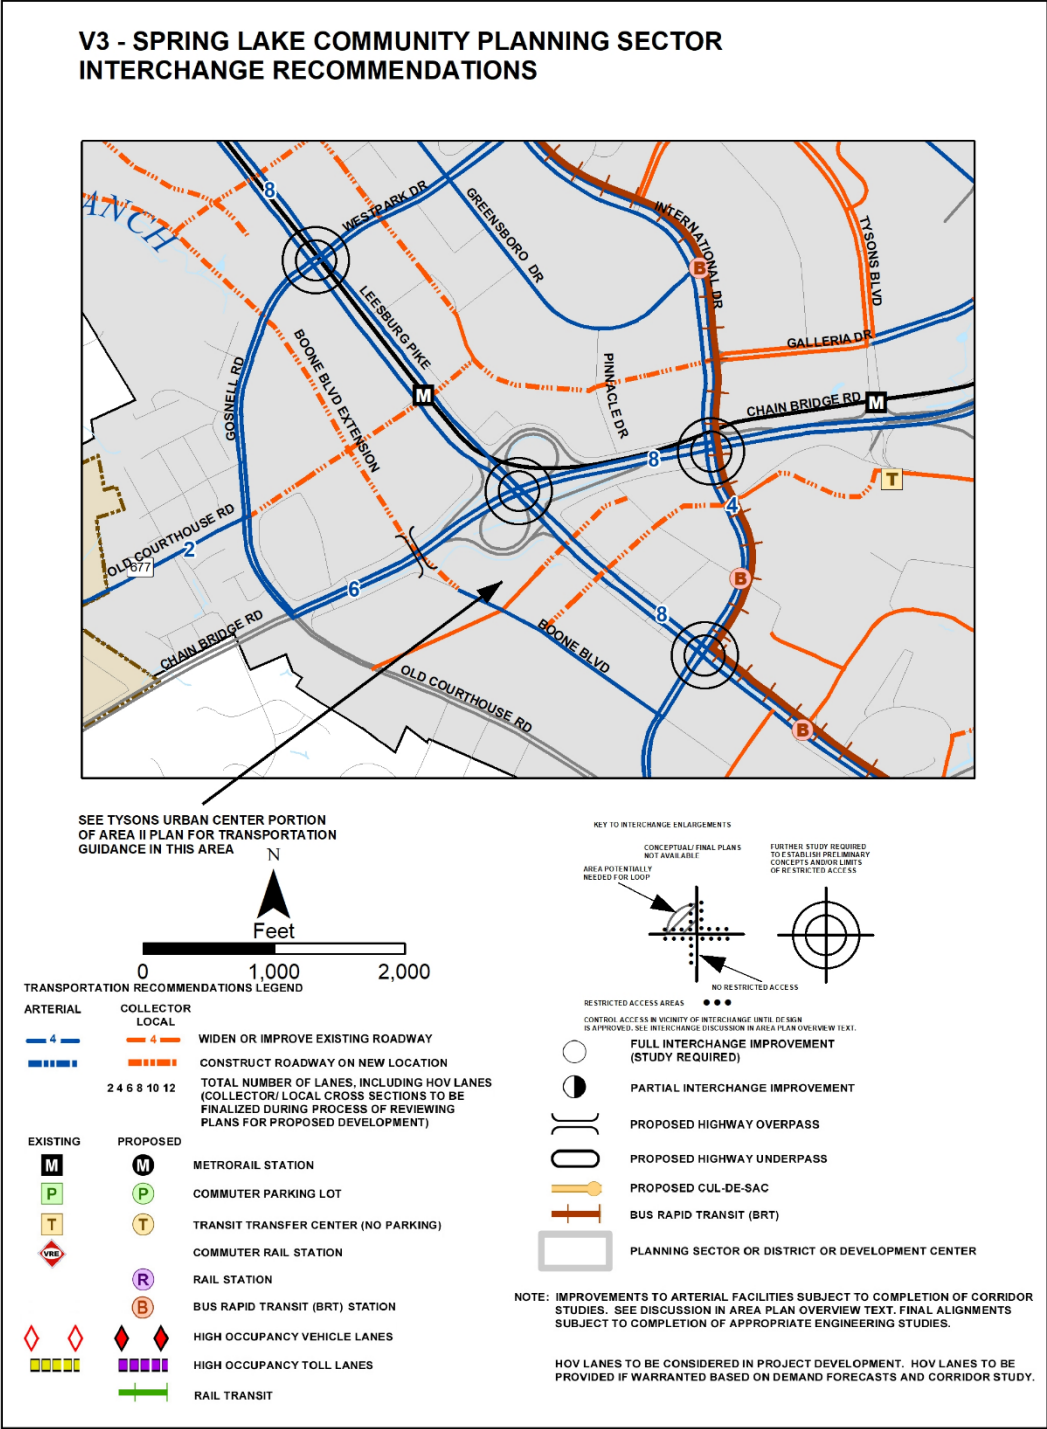 V3 - SPRING LAKE COMMUNITY PLANNING SECTOR
INTERCHANGE RECOMMENDATIONS
ANCH
8
WESTPARK DR
GREENSBORO DR
INTERNATIONAL DR
B
TYSONS BLVD
LEESBURG PIKE
GALLERIA DR
BOONE BLVD EXTENSION
GOSNELL RD
PINNACLE DR
M
CHAIN BRIDGE RD
M
8
T
4
OLD COURTHOUSE RD
2
677
6
B
8
CHAIN BRIDGE RD
BOONE BLVD
OLD COURTHOUSE RD
B
SEE TYSONS URBAN CENTER PORTION
OF AREA II PLAN FOR TRANSPORTATION
GUIDANCE IN THIS AREA
N
Feet
0 1,000 2,000
KEY TO INTERCHANGE ENLARGEMENTS
CONCEPTUAL/ FINAL PLANS
NOT AVAILABLE
AREA POTENTIALLY
NEEDED FOR LOOP
FURTHER STUDY REQUIRED
TO ESTABLISH PRELIMINARY
CONCEPTS AND/OR LIMITS
OF RESTRICTED ACCESS
NO RESTRICTED ACCESS
RESTRICTED ACCESS AREAS
CONTROL ACCESS IN VICINITY OF INTERCHANGE UNTIL DESIGN
IS APPROVED. SEE INTERCHANGE DISCUSSION IN AREA PLAN OVERVIEW TEXT.
TRANSPORTATION RECOMMENDATIONS LEGEND
ARTERIAL
COLLECTOR
LOCAL
4 4 WIDEN OR IMPROVE EXISTING ROADWAY
CONSTRUCT ROADWAY ON NEW LOCATION
2 4 6 8 10 12 TOTAL NUMBER OF LANES, INCLUDING HOV LANES
(COLLECTOR/ LOCAL CROSS SECTIONS TO BE
FINALIZED DURING PROCESS OF REVIEWING
PLANS FOR PROPOSED DEVELOPMENT)
EXISTING PROPOSED
M M METRORAIL STATION
P P COMMUTER PARKING LOT
T T TRANSIT TRANSFER CENTER (NO PARKING)
VRE COMMUTER RAIL STATION
R RAIL STATION
B BUS RAPID TRANSIT (BRT) STATION
HIGH OCCUPANCY VEHICLE LANES
HIGH OCCUPANCY TOLL LANES
RAIL TRANSIT
FULL INTERCHANGE IMPROVEMENT
(STUDY REQUIRED)
PARTIAL INTERCHANGE IMPROVEMENT
PROPOSED HIGHWAY OVERPASS
PROPOSED HIGHWAY UNDERPASS
PROPOSED CUL-DE-SAC
BUS RAPID TRANSIT (BRT)
PLANNING SECTOR OR DISTRICT OR DEVELOPMENT CENTER
NOTE: IMPROVEMENTS TO ARTERIAL FACILITIES SUBJECT TO COMPLETION OF CORRIDOR
STUDIES. SEE DISCUSSION IN AREA PLAN OVERVIEW TEXT. FINAL ALIGNMENTS
SUBJECT TO COMPLETION OF APPROPRIATE ENGINEERING STUDIES.
HOV LANES TO BE CONSIDERED IN PROJECT DEVELOPMENT. HOV LANES TO BE
PROVIDED IF WARRANTED BASED ON DEMAND FORECASTS AND CORRIDOR STUDY.